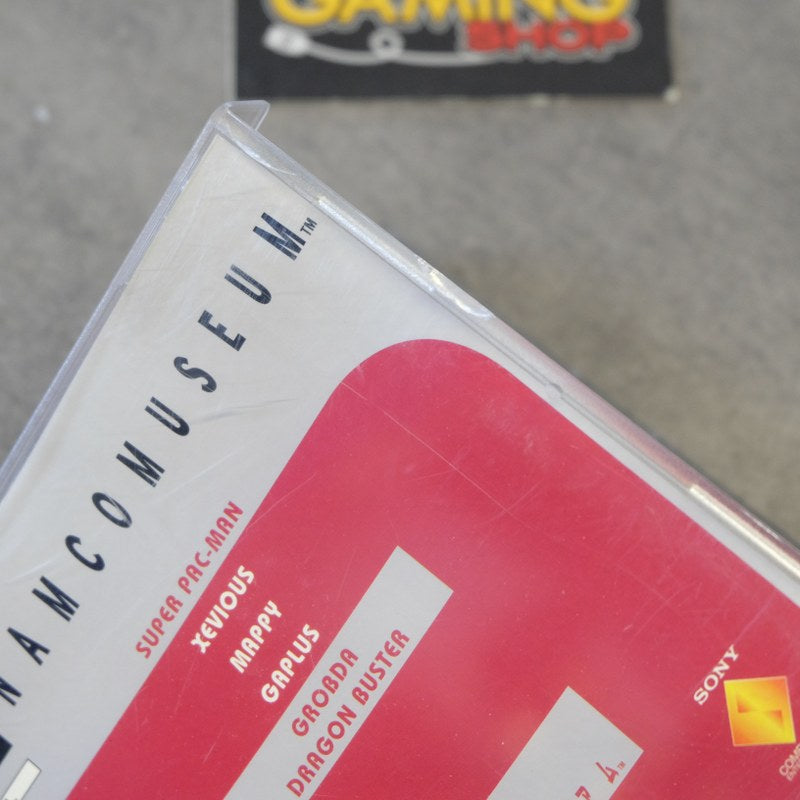 GAMING
SHOP
NAMCOMUSEUM™
SUPER PAC-MAN
XEVIOUS
MAPPY
GAPLUS
GROBDA
DRAGON BUSTER
SONY